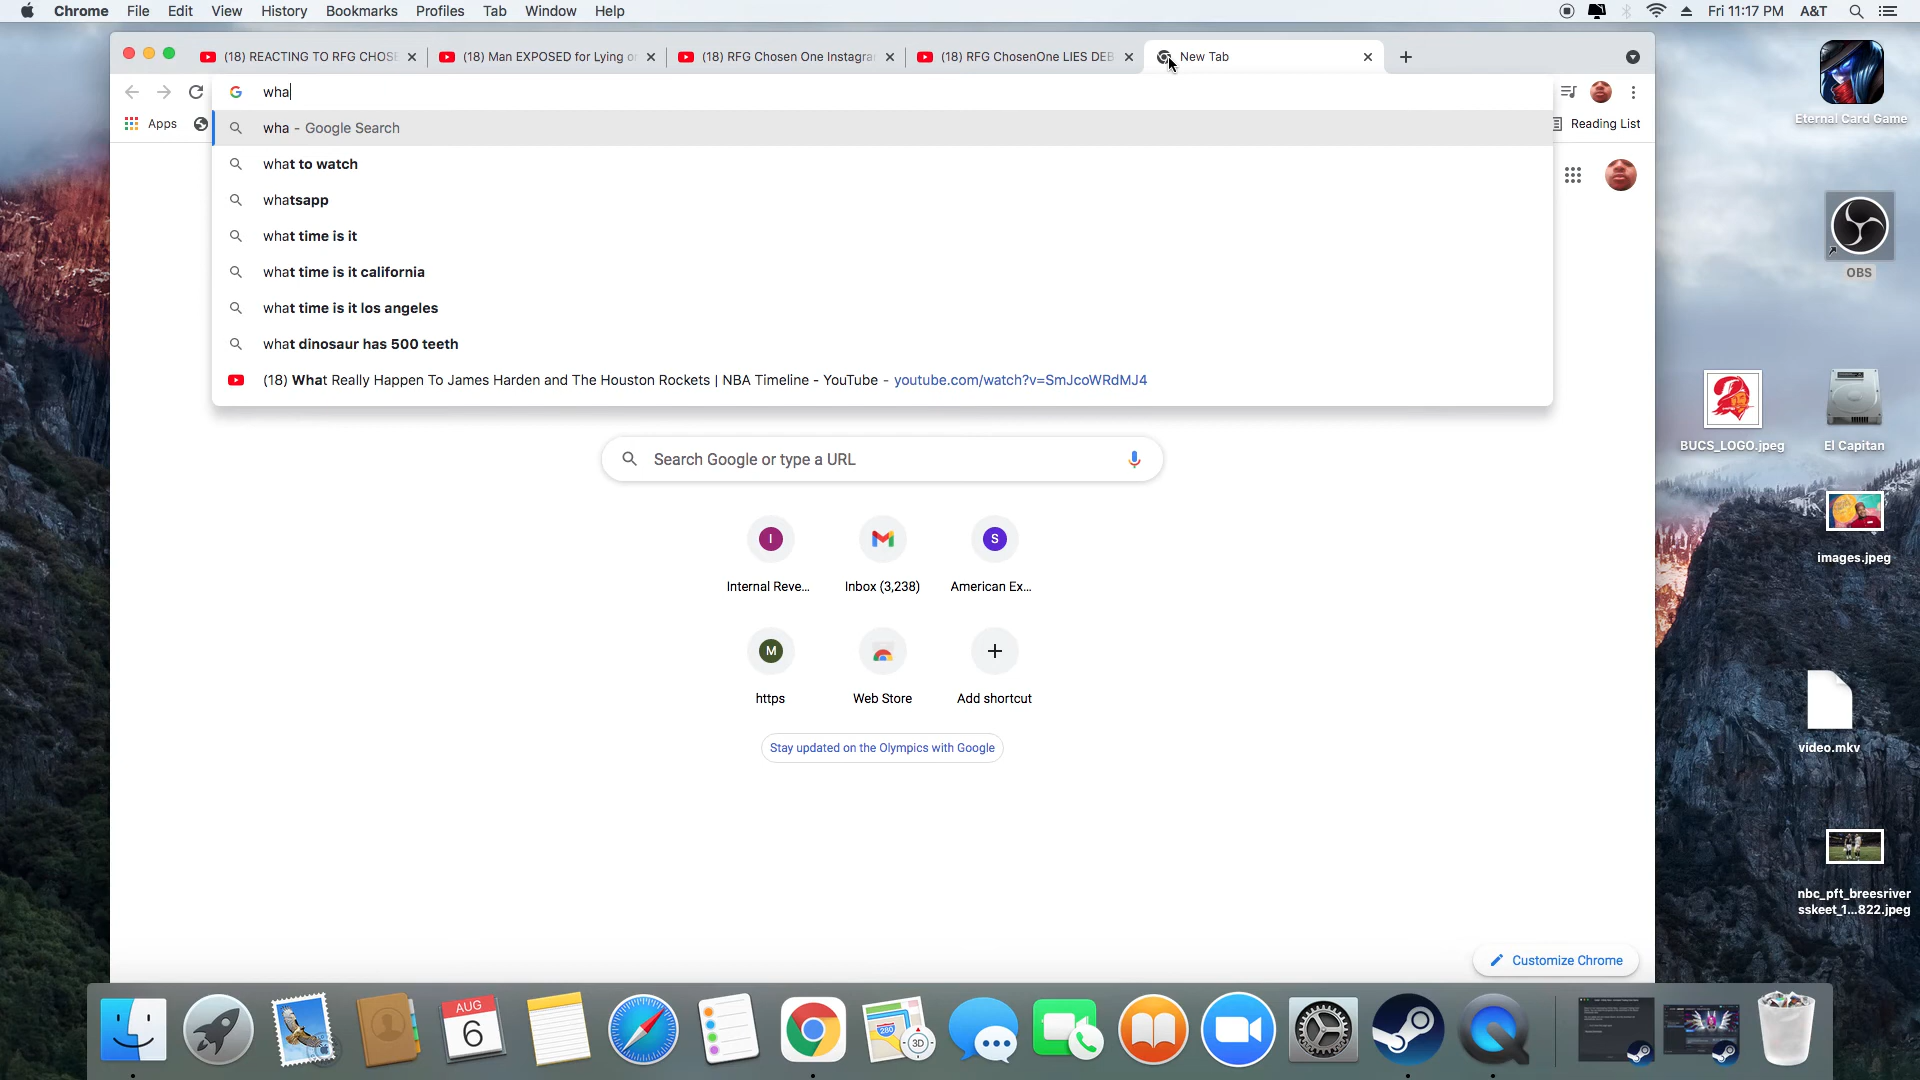 Chrome File Edit View History Bookmarks Profiles Tab Window Help Fri 11:17 PM A&T
(18) REACTING TO RFG CHOSE (18) Man EXPOSED for Lying or (18) RFG Chosen One Instagrar (18) RFG ChosenOne LIES DEB New Tab
wha
Apps Reading List
wha - Google Search
what to watch
whatsapp
what time is it
what time is it california
what time is it los angeles
what dinosaur has 500 teeth
(18) What Really Happen To James Harden and The Houston Rockets | NBA Timeline - YouTube - youtube.com/watch?v=SmJcoWRdMJ4
Search Google or type a URL
I S
Internal Reve... Inbox (3,238) American Ex...
M
https Web Store Add shortcut
Stay updated on the Olympics with Google
Customize Chrome
Eternal Card Game
OBS
BUCS_LOGO.jpeg El Capitan
images.jpeg
video.mkv
nbc_pft_breesriver
sskeet_1...822.jpeg
AUG
6
280
3D